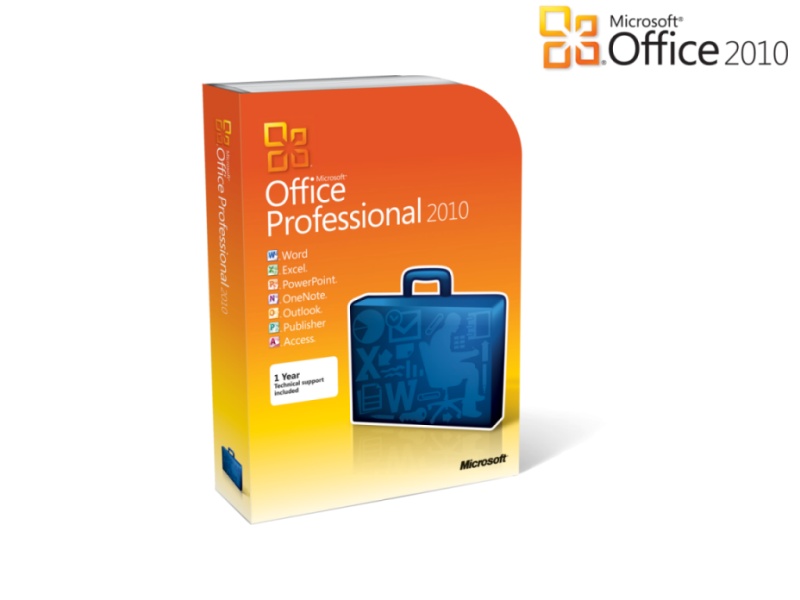 Microsoft®
Office 2010
Microsoft®
Office
Professional 2010
Word
Excel.
PowerPoint.
OneNote.
Outlook.
Publisher
Access.
1 Year
Technical support
included
Microsoft®
Office Professional 2010
X
W
Microsoft®